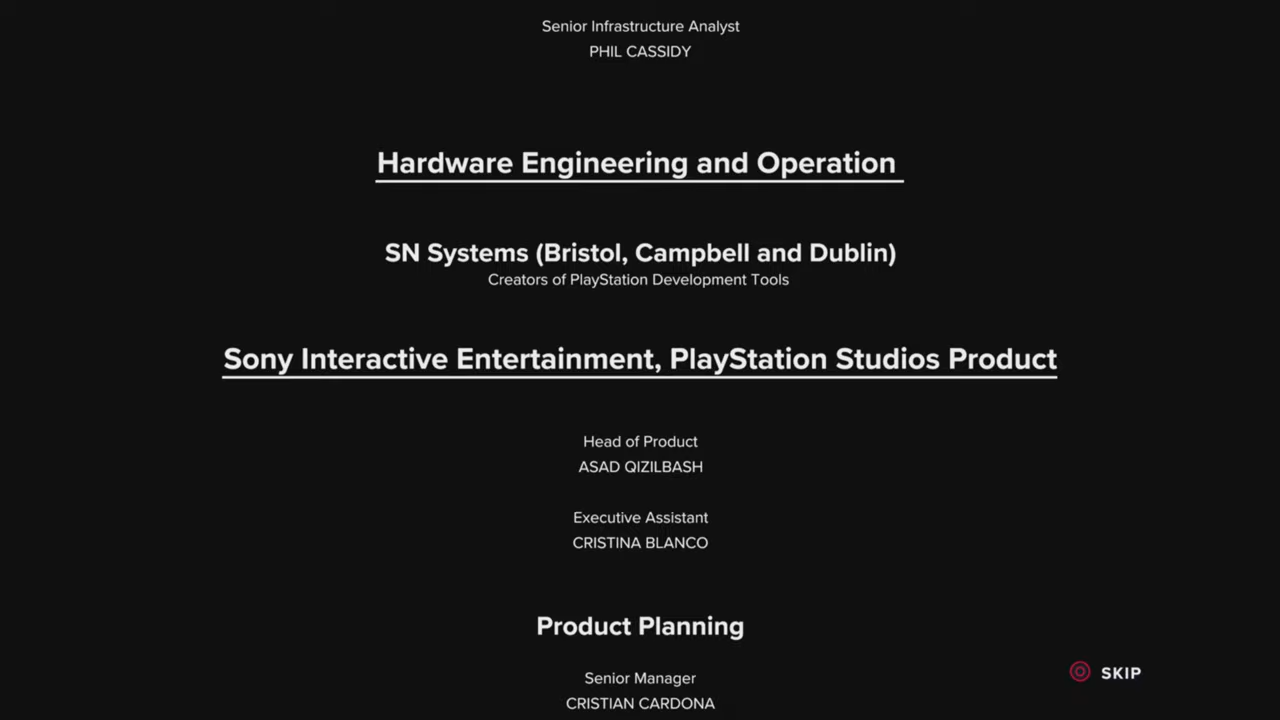 Senior Infrastructure Analyst
PHIL CASSIDY
Hardware Engineering and Operation
SN Systems (Bristol, Campbell and Dublin)
Creators of PlayStation Development Tools
Sony Interactive Entertainment, PlayStation Studios Product
Head of Product
ASAD QIZILBASH
Executive Assistant
CRISTINA BLANCO
Product Planning
Senior Manager
CRISTIAN CARDONA
SKIP